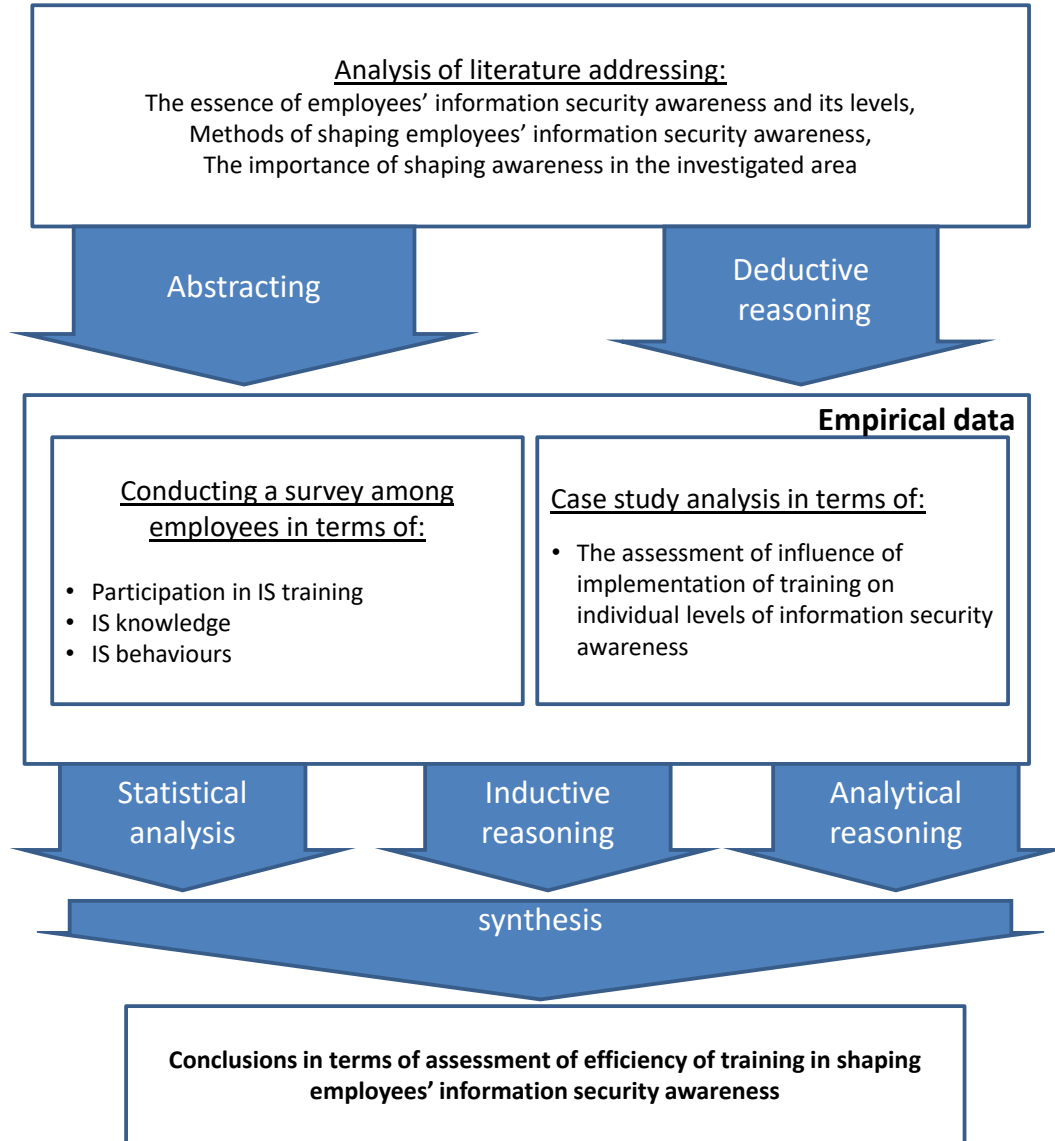 Analysis of literature addressing:
The essence of employees’ information security awareness and its levels,
Methods of shaping employees’ information security awareness,
The importance of shaping awareness in the investigated area
Abstracting
Deductive
reasoning
Empirical data
Conducting a survey among
employees in terms of:
• Participation in IS training
• IS knowledge
• IS behaviours
Case study analysis in terms of:
• The assessment of influence of
implementation of training on
individual levels of information security
awareness
Statistical
analysis
Inductive
reasoning
Analytical
reasoning
synthesis
Conclusions in terms of assessment of efficiency of training in shaping
employees’ information security awareness